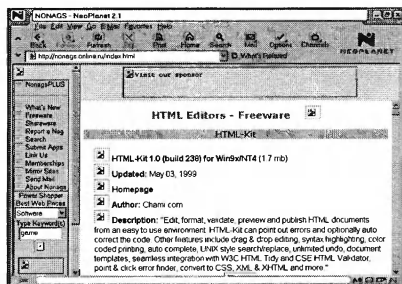 NONAGS - NeoPlanet 2.1
File Edit View Go E-Mail Favorites Help
Back Refresh Print Home Search Mail Options Channels
NEOPLANET
http://nonags.online.ru/index.html
What's Related
NonagsPLUS
What's New
Freeware
Shareware
Report a Nag
Search
Submit Apps
Link Us
Memberships
Mirror Sites
Send Mail
About Nonags
Power Shopper
Best Web Prices
Software
Type Keyword(s)
game
Visit our sponsor
HTML Editors - Freeware
HTML-Kit
HTML-Kit 1.0 (build 238) for Win9x/NT4 (1.7 mb)
Updated: May 03, 1999
Homepage
Author: Chami.com
Description: "Edit, format, validate, preview and publish HTML documents
from an easy to use environment. HTML-Kit can point out errors and optionally auto
correct the code. Other features include drag & drop editing, syntax highlighting, color
coded printing, auto complete, UNIX style search/replace, unlimited undo, document
templates, seamless integration with W3C HTML Tidy and CSE HTML Validator,
point & click error finder, convert to CSS, XML & XHTML and more."